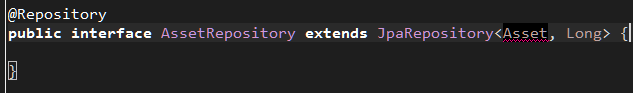 @Repository
public interface AssetRepository extends JpaRepository<Asset, Long> {
}